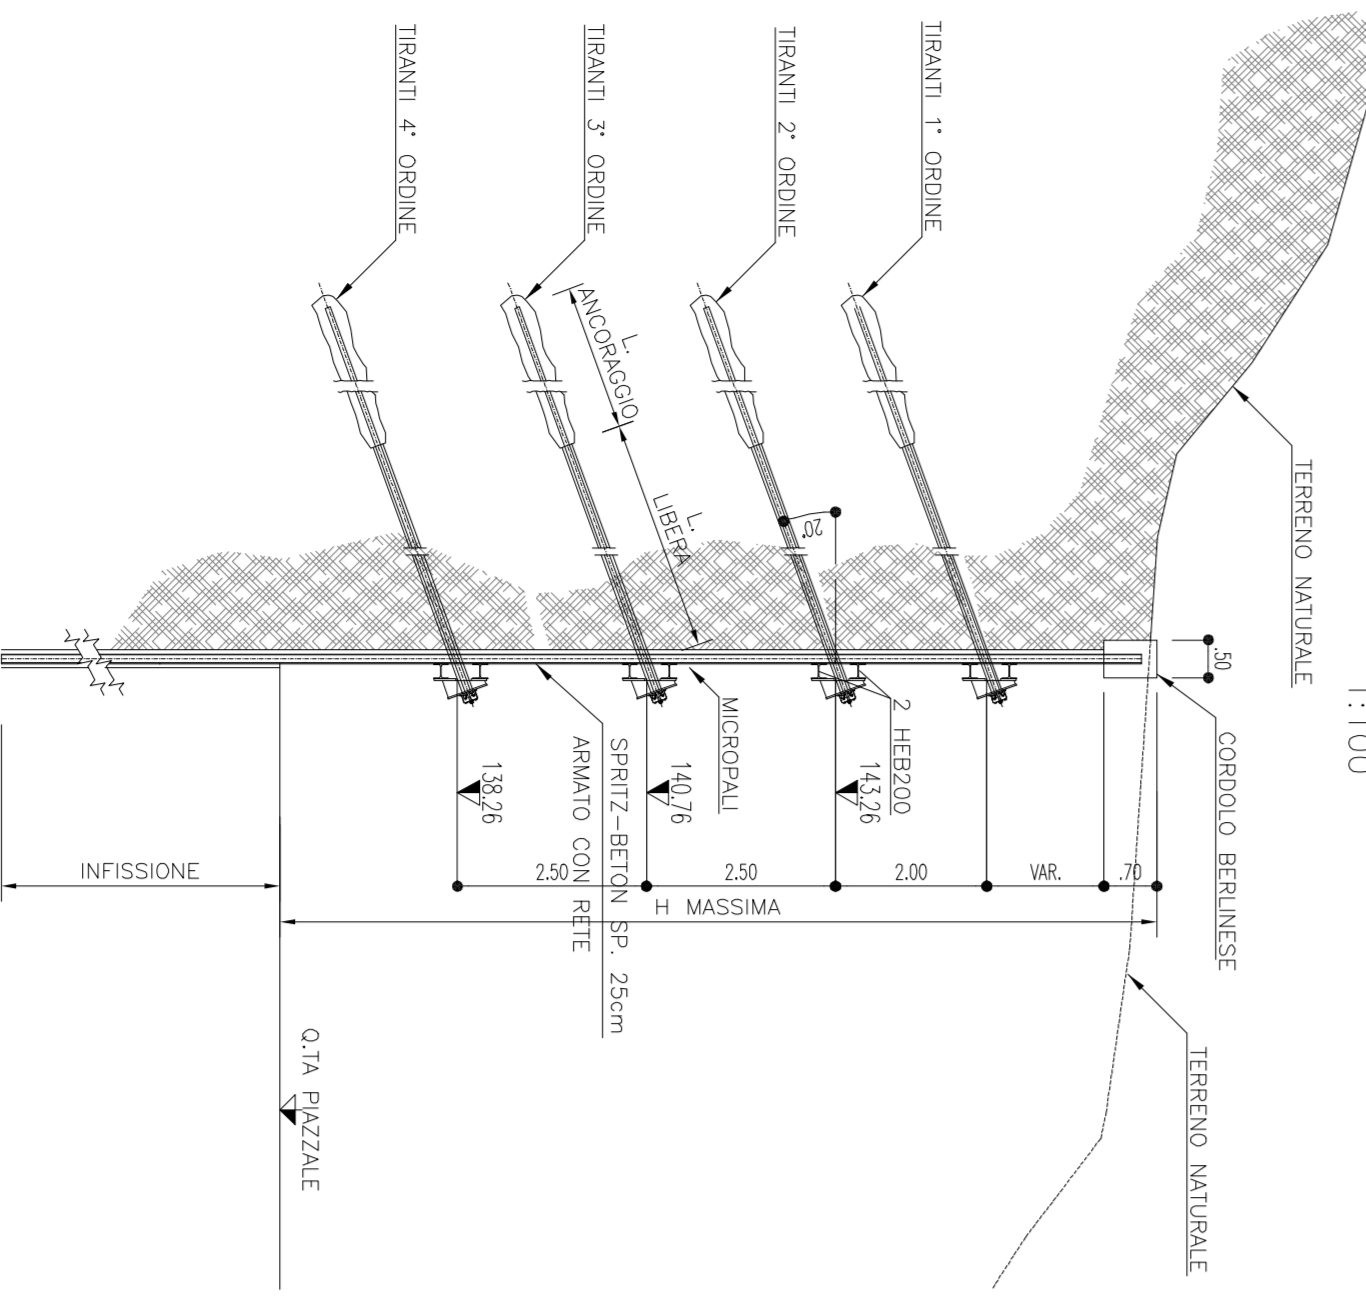 1:100
TERRENO NATURALE
TERRENO NATURALE
CORDOLO BERLINESE
.50
TIRANTI 1° ORDINE
TIRANTI 2° ORDINE
TIRANTI 3° ORDINE
TIRANTI 4° ORDINE
L.
ANCORAGGIO
L.
LIBERA
20°
2 HEB200
MICROPALI
SPRITZ-BETON SP. 25cm
ARMATO CON RETE
143.26
140.76
138.26
.70
VAR.
2.00
2.50
2.50
H MASSIMA
INFISSIONE
Q.TA PIAZZALE